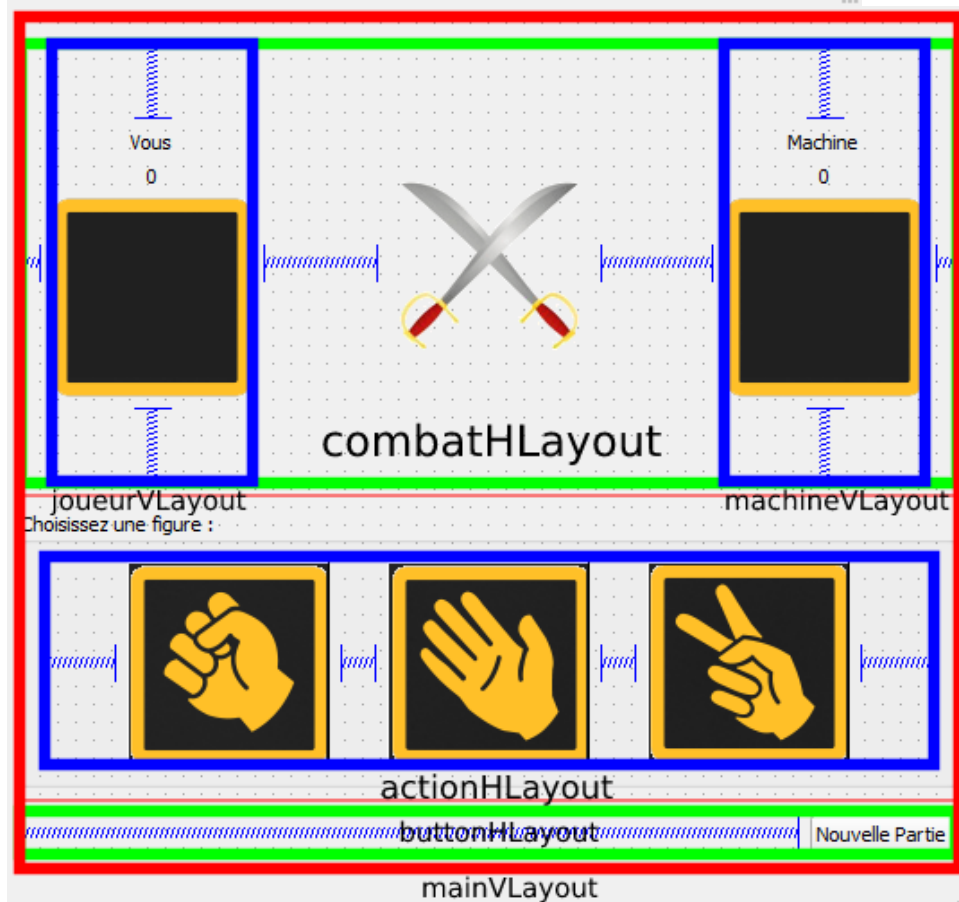 Vous
Machine
0
0
combatHLayout
joueurVLayout
machineVLayout
Choisissez une figure :
actionHLayout
buttonHLayout
Nouvelle Partie
mainVLayout